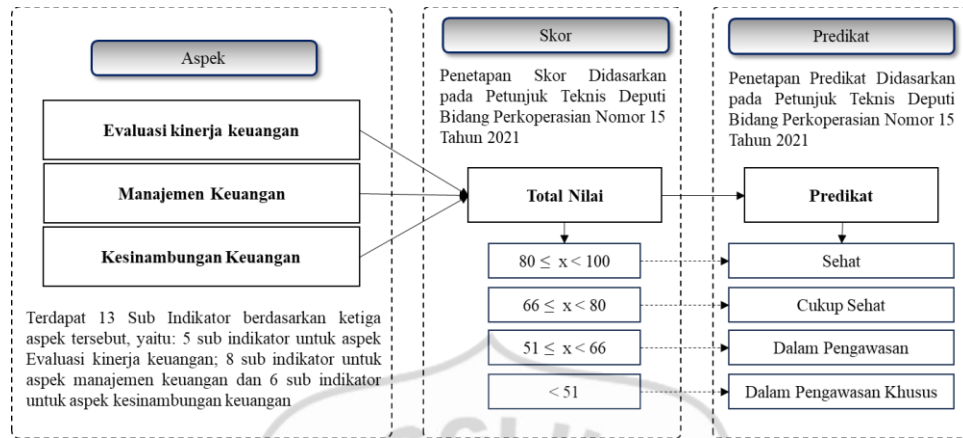 Aspek
Evaluasi kinerja keuangan
Manajemen Keuangan
Kesinambungan Keuangan
Terdapat 13 Sub Indikator berdasarkan ketiga
aspek tersebut, yaitu: 5 sub indikator untuk aspek
Evaluasi kinerja keuangan; 8 sub indikator untuk
aspek manajemen keuangan dan 6 sub indikator
untuk aspek kesinambungan keuangan
Skor
Penetapan Skor Didasarkan
pada Petunjuk Teknis Deputi
Bidang Perkoperasian Nomor 15
Tahun 2021
Total Nilai
80 ≤ x < 100
66 ≤ x < 80
51 ≤ x < 66
< 51
Predikat
Penetapan Predikat Didasarkan
pada Petunjuk Teknis Deputi
Bidang Perkoperasian Nomor 15
Tahun 2021
Predikat
Sehat
Cukup Sehat
Dalam Pengawasan
Dalam Pengawasan Khusus